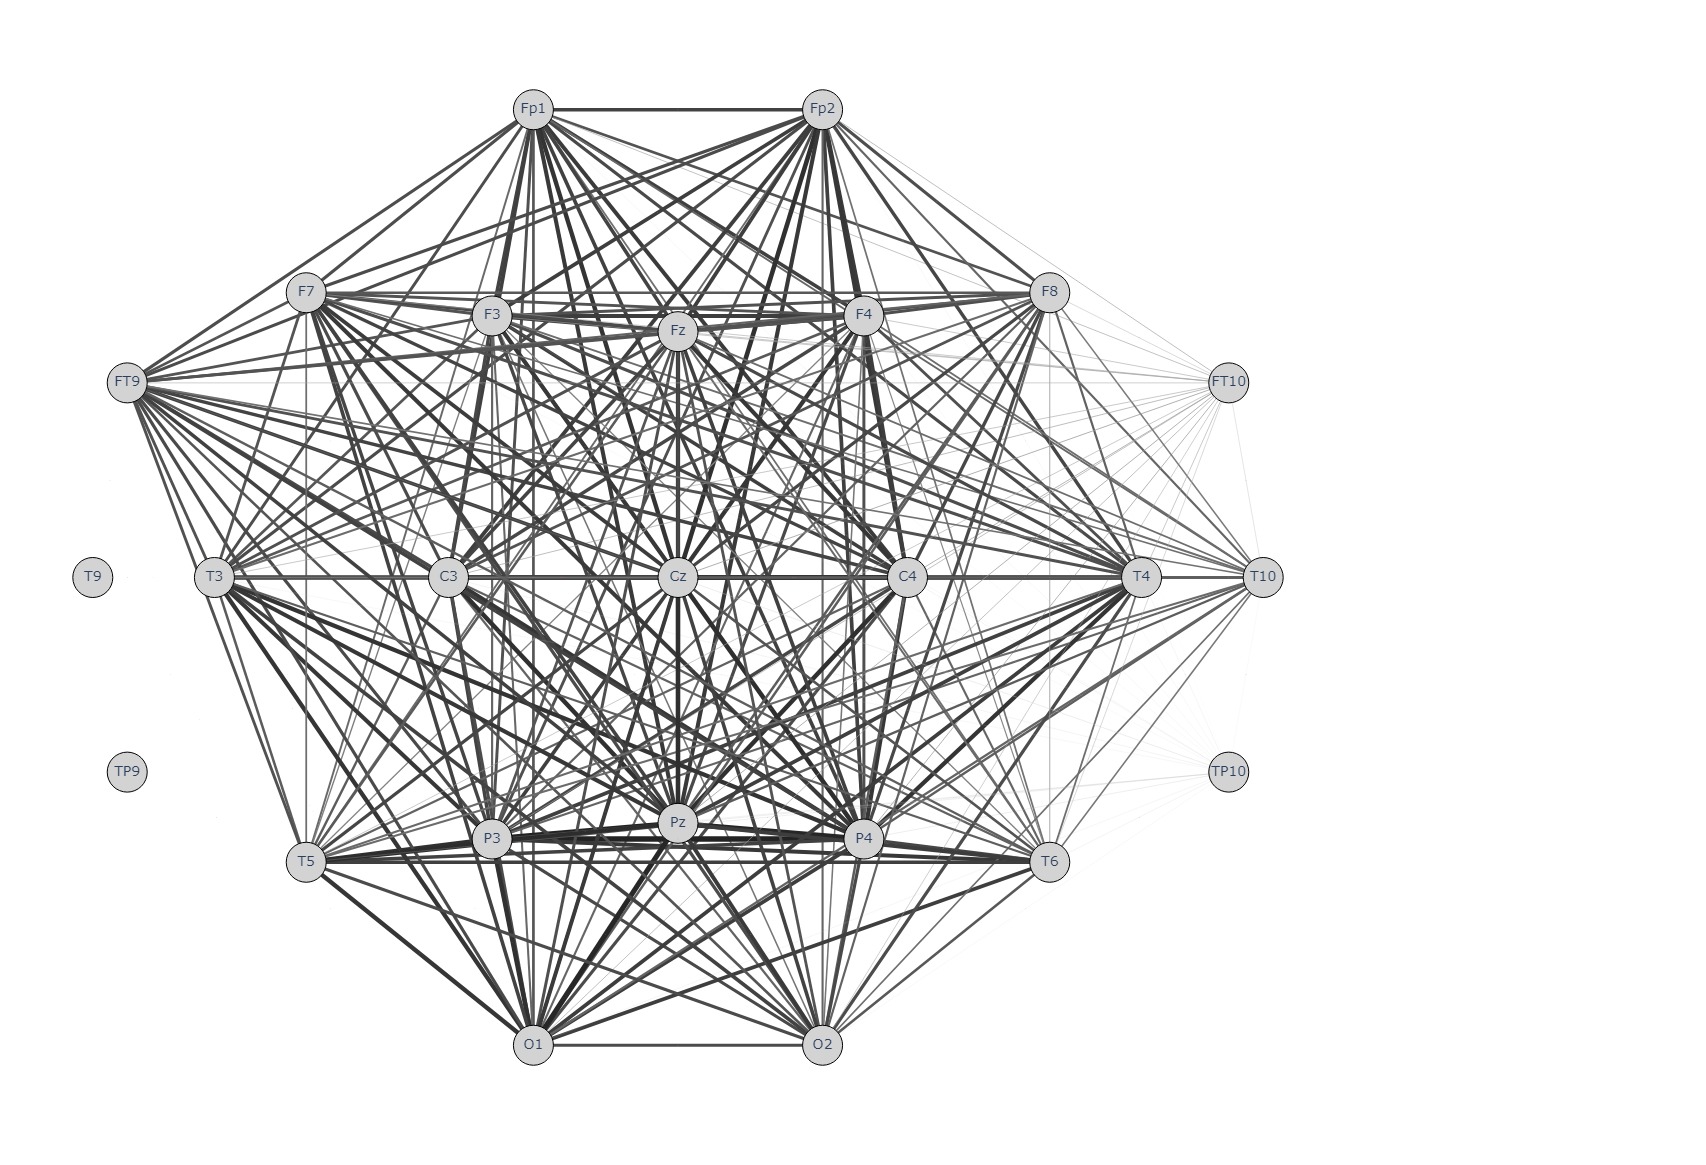 Fp1 Fp2
F7 F3 Fz F4 F8
FT9 FT10
T9 T3 C3 Cz C4 T4 T10
TP9 TP10
T5 P3 Pz P4 T6
O1 O2